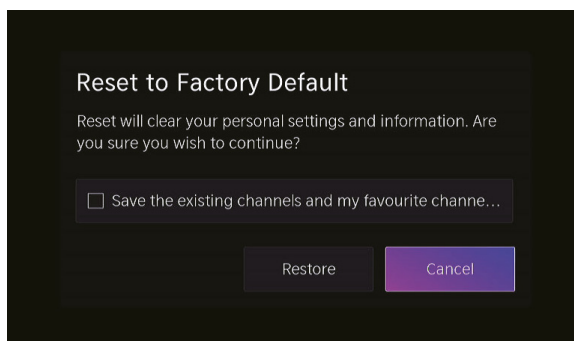 Reset to Factory Default
Reset will clear your personal settings and information. Are
you sure you wish to continue?
Save the existing channels and my favourite channe...
Restore
Cancel